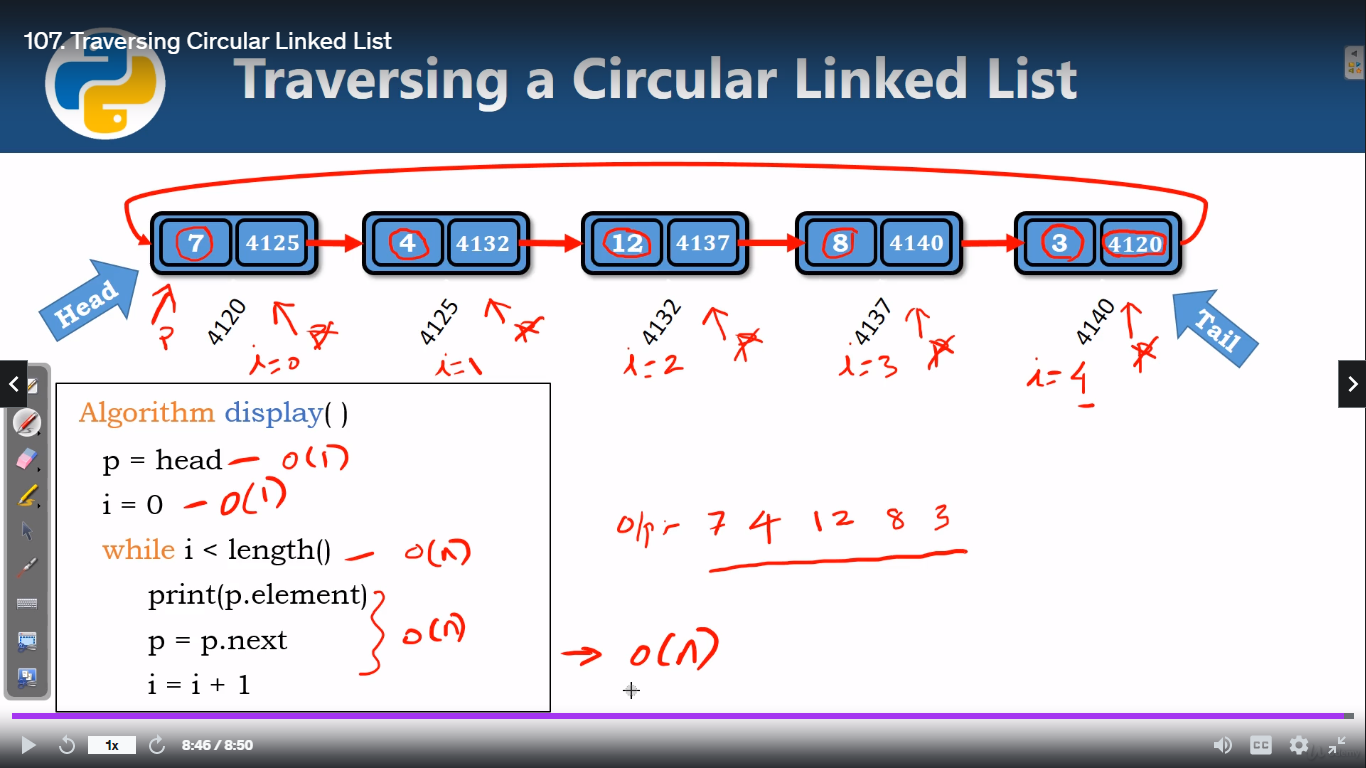 107. Traversing Circular Linked List
Traversing a Circular Linked List
7 4125 4 4132 12 4137 8 4140 3 4120
Head
Tail
4120 4125 4132 4137 4140
p p p p p p
i=0 i=1 i=2 i=3 i=4
Algorithm display( )
p = head — O(1)
i = 0 — O(1)
while i < length() — O(n)
print(p.element)
p = p.next
i = i + 1
O(n)
O/p :- 7 4 12 8 3
→ O(n)
1x 8:46 / 8:50
CC